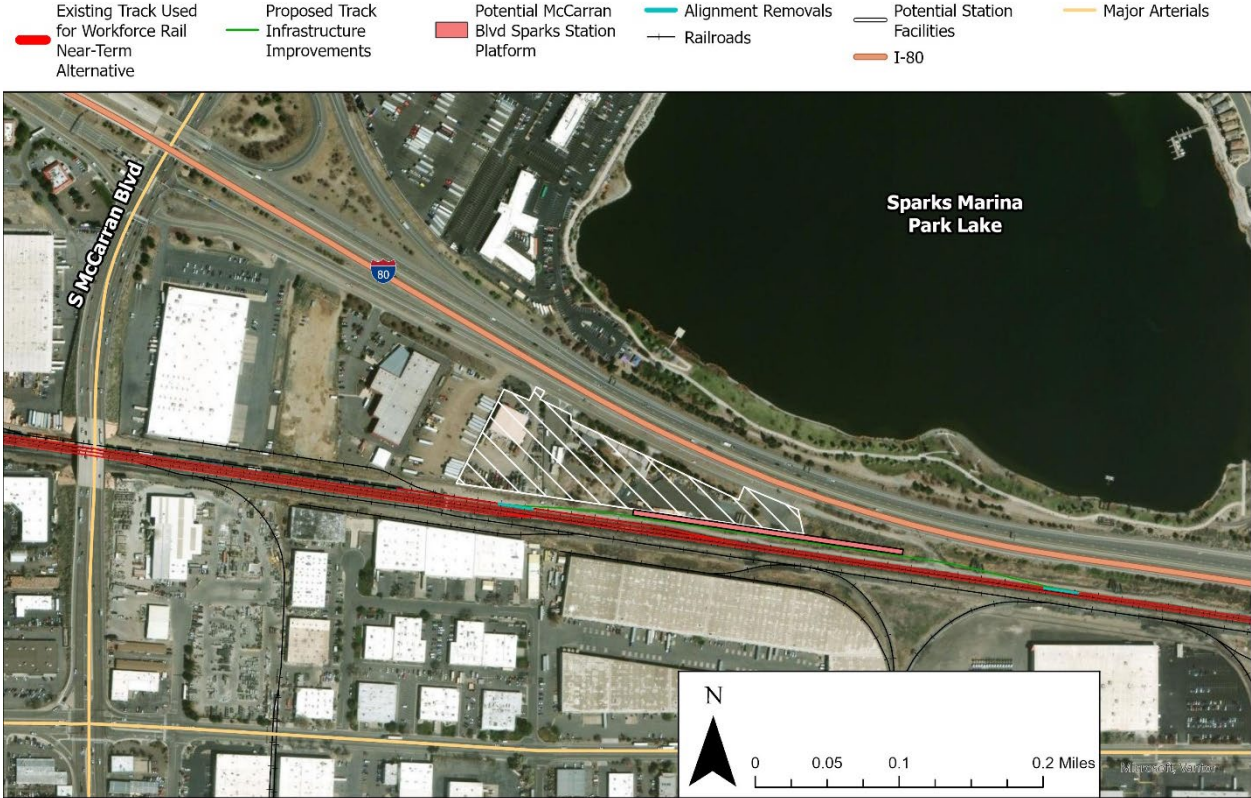 Existing Track Used
for Workforce Rail
Near-Term
Alternative
Proposed Track
Infrastructure
Improvements
Potential McCarran
Blvd Sparks Station
Platform
Alignment Removals
Railroads
Potential Station
Facilities
I-80
Major Arterials
S McCarran Blvd
80
Sparks Marina
Park Lake
N
0 0.05 0.1 0.2 Miles
Microsoft, Vantor